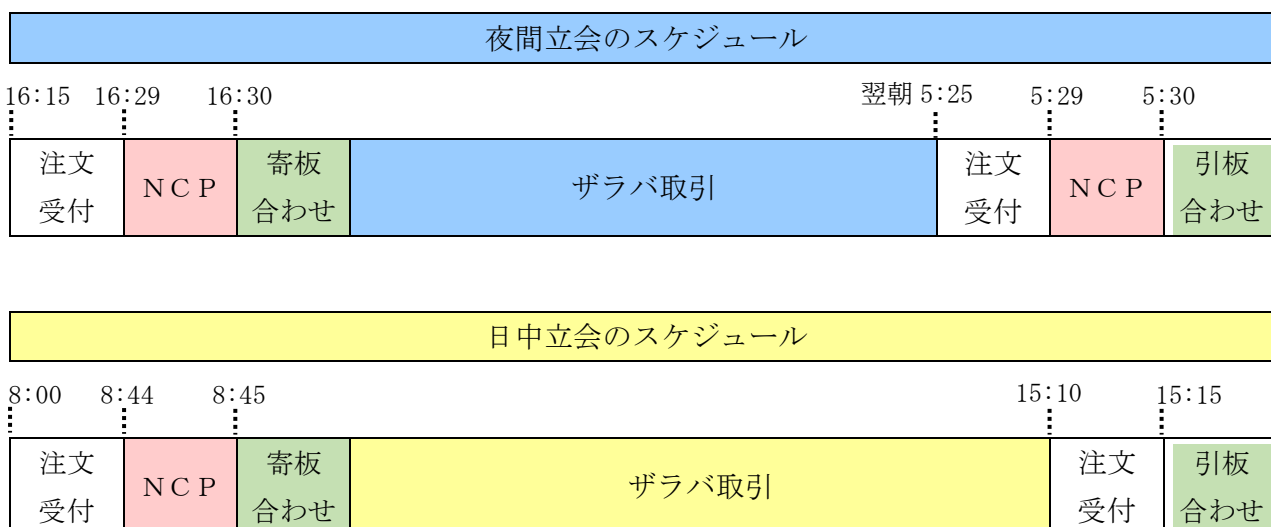 夜間立会のスケジュール
16:15 16:29 16:30 翌朝 5:25 5:29 5:30
注文 寄板 注文 引板
NCP ザラバ取引 NCP
受付 合わせ 受付 合わせ
日中立会のスケジュール
8:00 8:44 8:45 15:10 15:15
注文 寄板 注文 引板
NCP ザラバ取引
受付 合わせ 受付 合わせ